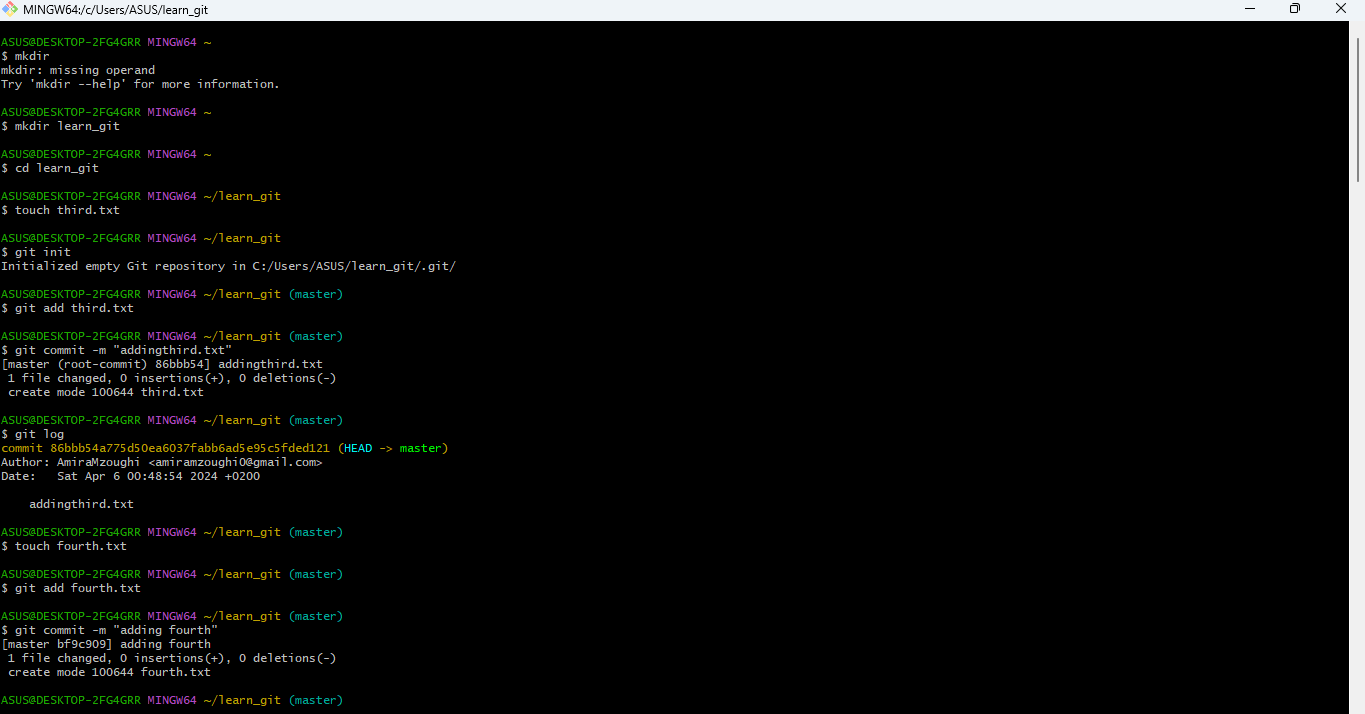 MINGW64:/c/Users/ASUS/learn_git
ASUS@DESKTOP-2FG4GRR MINGW64 ~
$ mkdir
mkdir: missing operand
Try 'mkdir --help' for more information.
ASUS@DESKTOP-2FG4GRR MINGW64 ~
$ mkdir learn_git
ASUS@DESKTOP-2FG4GRR MINGW64 ~
$ cd learn_git
ASUS@DESKTOP-2FG4GRR MINGW64 ~/learn_git
$ touch third.txt
ASUS@DESKTOP-2FG4GRR MINGW64 ~/learn_git
$ git init
Initialized empty Git repository in C:/Users/ASUS/learn_git/.git/
ASUS@DESKTOP-2FG4GRR MINGW64 ~/learn_git (master)
$ git add third.txt
ASUS@DESKTOP-2FG4GRR MINGW64 ~/learn_git (master)
$ git commit -m "addingthird.txt"
[master (root-commit) 86bbb54] addingthird.txt
 1 file changed, 0 insertions(+), 0 deletions(-)
 create mode 100644 third.txt
ASUS@DESKTOP-2FG4GRR MINGW64 ~/learn_git (master)
$ git log
commit 86bbb54a775d50ea6037fabb6ad5e95c5fded121 (HEAD -> master)
Author: AmiraMzoughi <amiramzoughi0@gmail.com>
Date:   Sat Apr 6 00:48:54 2024 +0200
    addingthird.txt
ASUS@DESKTOP-2FG4GRR MINGW64 ~/learn_git (master)
$ touch fourth.txt
ASUS@DESKTOP-2FG4GRR MINGW64 ~/learn_git (master)
$ git add fourth.txt
ASUS@DESKTOP-2FG4GRR MINGW64 ~/learn_git (master)
$ git commit -m "adding fourth"
[master bf9c909] adding fourth
 1 file changed, 0 insertions(+), 0 deletions(-)
 create mode 100644 fourth.txt
ASUS@DESKTOP-2FG4GRR MINGW64 ~/learn_git (master)